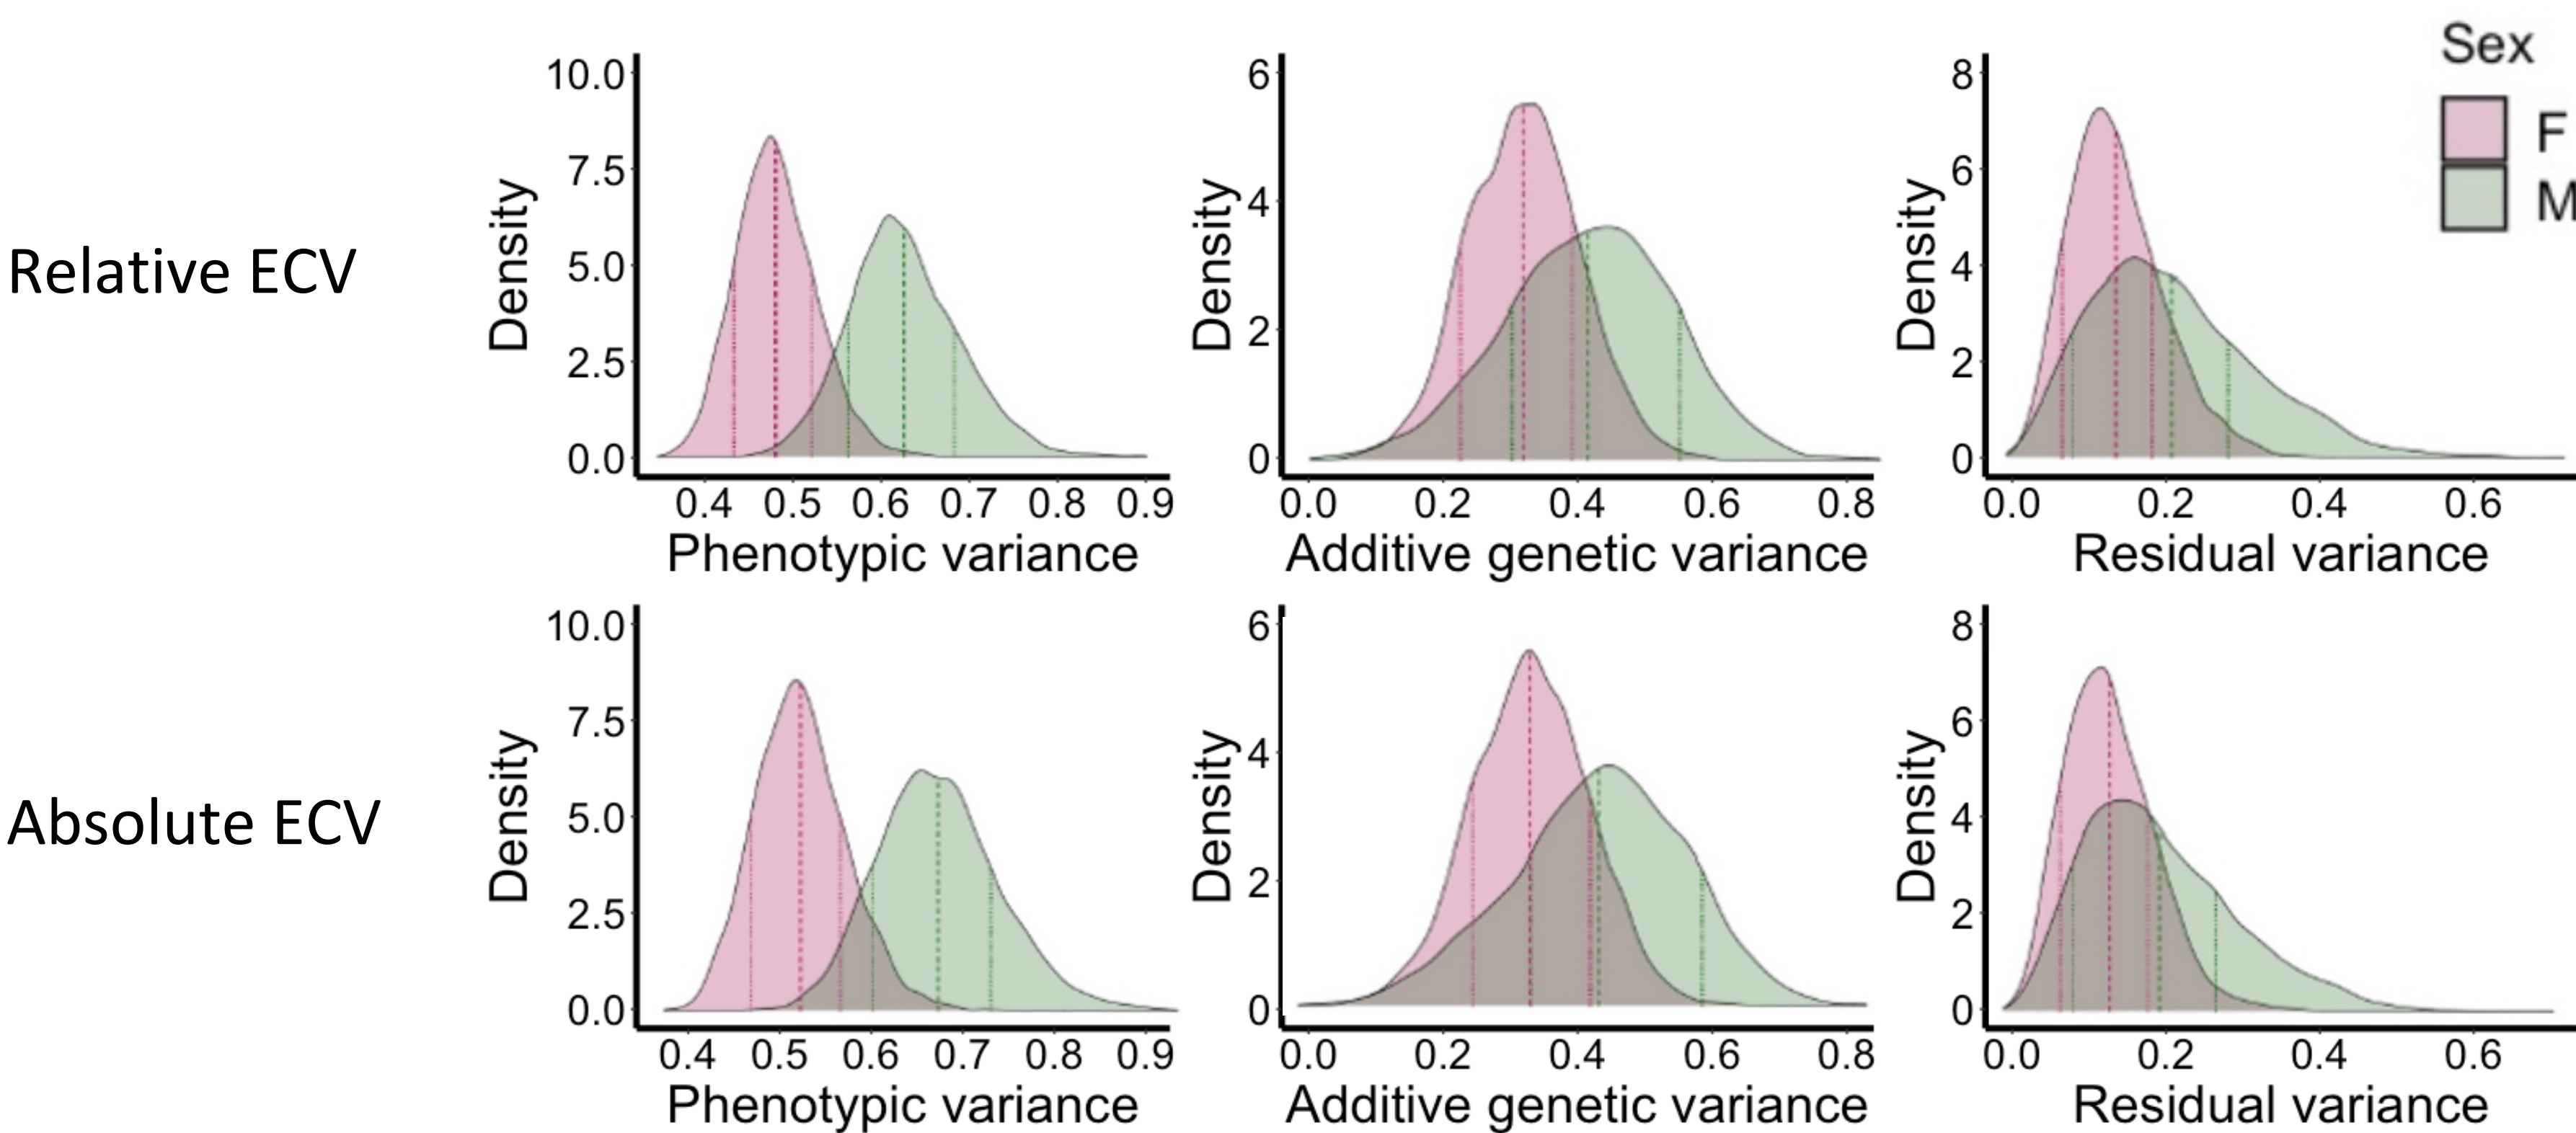 Relative ECV
Density
10.0
7.5
5.0
2.5
0.0
0.4 0.5 0.6 0.7 0.8 0.9
Phenotypic variance
Density
6
4
2
0
0.0 0.2 0.4 0.6 0.8
Additive genetic variance
Density
8
6
4
2
0
0.0 0.2 0.4 0.6
Residual variance
Sex
F
M
Absolute ECV
Density
10.0
7.5
5.0
2.5
0.0
0.4 0.5 0.6 0.7 0.8 0.9
Phenotypic variance
Density
6
4
2
0
0.0 0.2 0.4 0.6 0.8
Additive genetic variance
Density
8
6
4
2
0
0.0 0.2 0.4 0.6
Residual variance